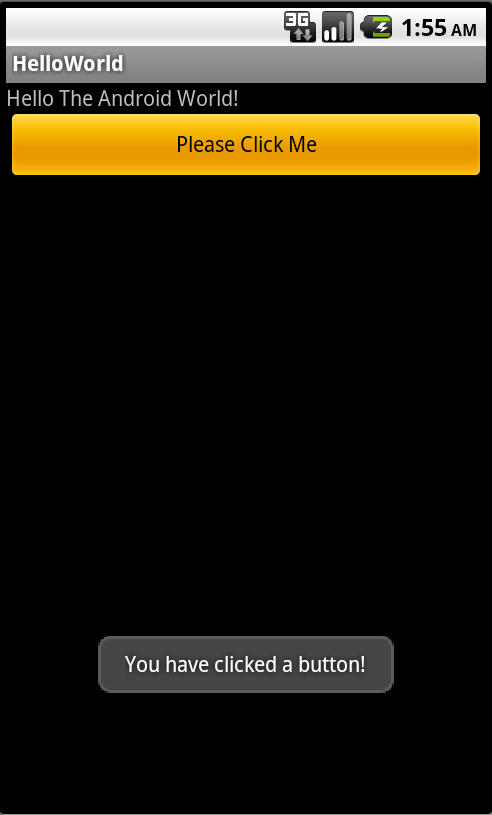 3G 1:55 AM
HelloWorld
Hello The Android World!
Please Click Me
You have clicked a button!